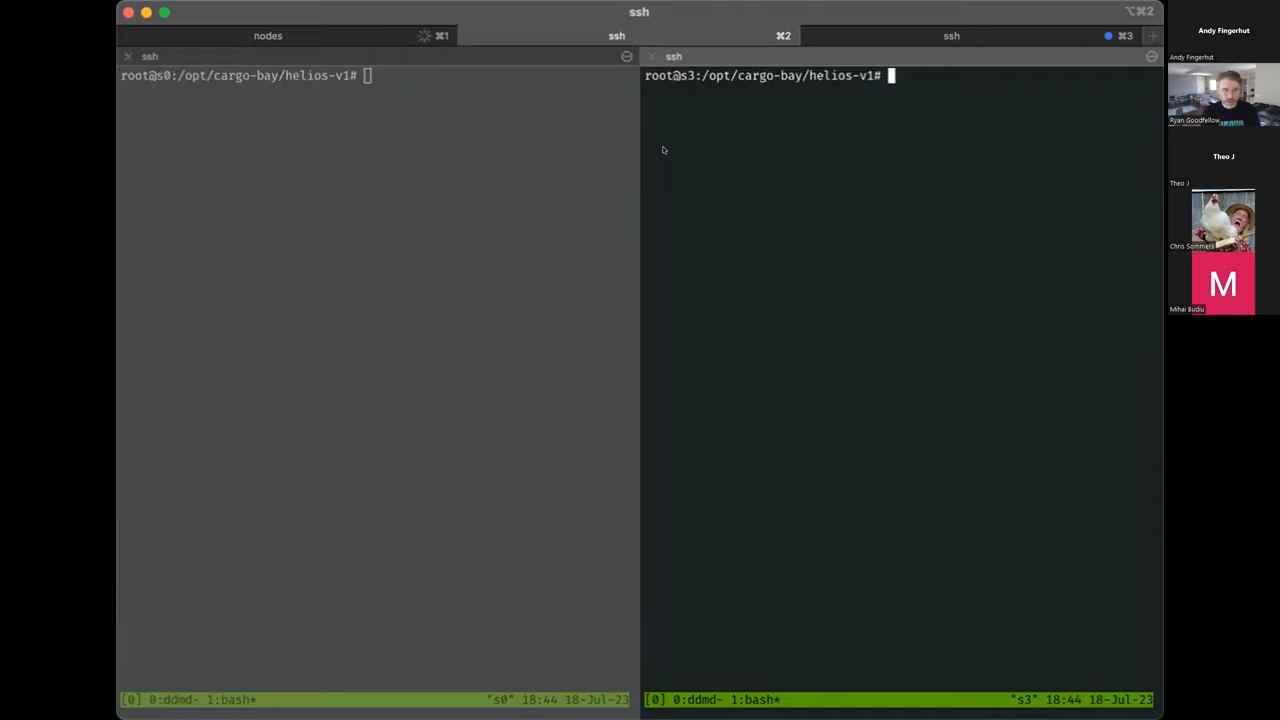 ssh
⌥⌘2
nodes
⌘1
ssh
⌘2
ssh
⌘3
ssh
ssh
root@s0:/opt/cargo-bay/helios-v1#
root@s3:/opt/cargo-bay/helios-v1#
[0] 0:ddmd- 1:bash*
"s0" 18:44 18-Jul-23
[0] 0:ddmd- 1:bash*
"s3" 18:44 18-Jul-23
Andy Fingerhut
Andy Fingerhut
Ryan Goodfellow
Theo J
Theo J
Chris Sommers
M
Mihai Budiu